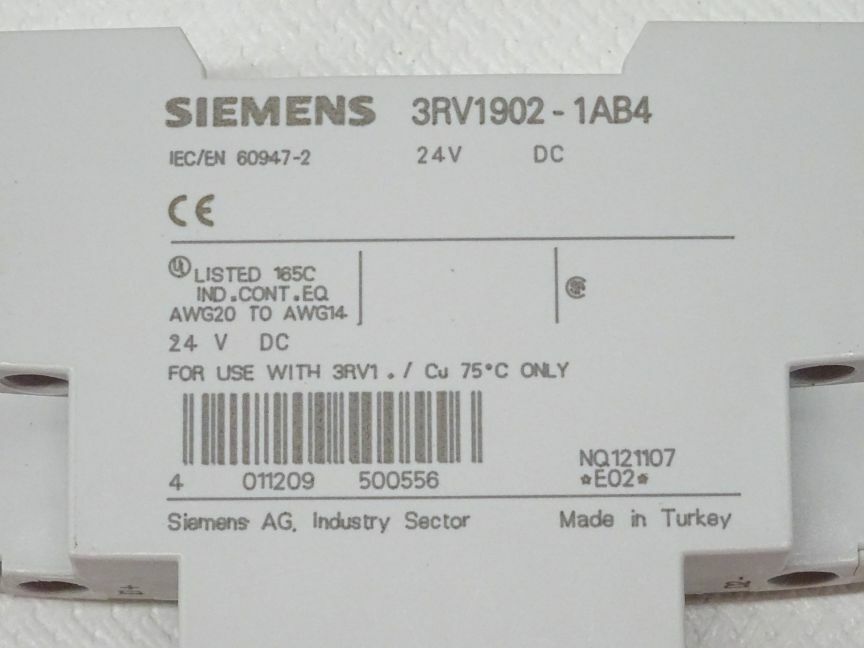 SIEMENS 3RV1902-1AB4
IEC/EN 60947-2 24V DC
CE
UL LISTED 165C
IND.CONT.EQ
AWG20 TO AWG14
24 V DC
FOR USE WITH 3RV1./ Cu 75°C ONLY
4 011209 500556
NQ121107
*E02*
Siemens AG, Industry Sector Made in Turkey